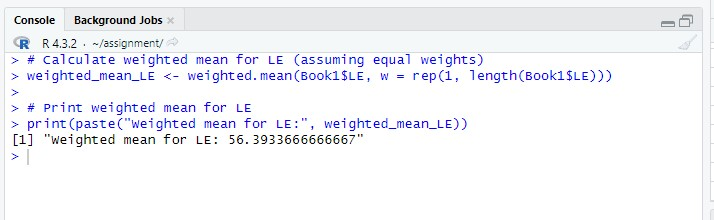 Console Background Jobs ×
R 4.3.2 · ~/assignment/
> # Calculate weighted mean for LE (assuming equal weights)
> weighted_mean_LE <- weighted.mean(Book1$LE, w = rep(1, length(Book1$LE)))
>
> # Print weighted mean for LE
> print(paste("Weighted mean for LE:", weighted_mean_LE))
[1] "Weighted mean for LE: 56.3933666666667"
>